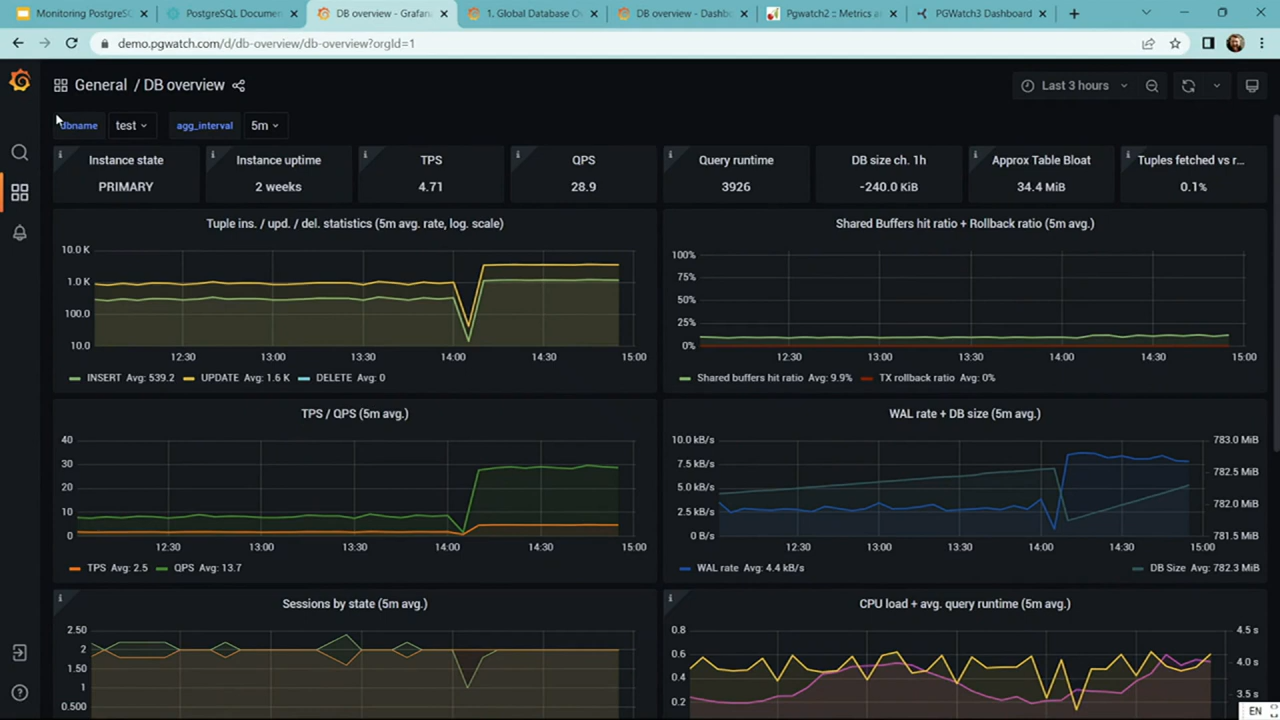 Monitoring PostgreS
PostgreSQL Documen
DB overview - Grafan
1. Global Database O
DB overview - Dashb
Pgwatch2 :: Metrics a
PGWatch3 Dashboard
demo.pgwatch.com/d/db-overview/db-overview?orgId=1
General / DB overview
Last 3 hours
dbname
test
agg_interval
5m
Instance state
PRIMARY
Instance uptime
2 weeks
TPS
4.71
QPS
28.9
Query runtime
3926
DB size ch. 1h
-240.0 KiB
Approx Table Bloat
34.4 MiB
Tuples fetched vs r...
0.1%
Tuple ins. / upd. / del. statistics (5m avg. rate, log. scale)
10.0 K
1.0 K
100.0
10.0
12:30 13:00 13:30 14:00 14:30 15:00
INSERT Avg: 539.2 UPDATE Avg: 1.6 K DELETE Avg: 0
Shared Buffers hit ratio + Rollback ratio (5m avg.)
100%
75%
50%
25%
0%
12:30 13:00 13:30 14:00 14:30 15:00
Shared buffers hit ratio Avg: 9.9% TX rollback ratio Avg: 0%
TPS / QPS (5m avg.)
40
30
20
10
0
12:30 13:00 13:30 14:00 14:30 15:00
TPS Avg: 2.5 QPS Avg: 13.7
WAL rate + DB size (5m avg.)
10.0 kB/s 783.0 MiB
7.5 kB/s 782.5 MiB
5.0 kB/s
2.5 kB/s 782.0 MiB
0 B/s 781.5 MiB
12:30 13:00 13:30 14:00 14:30 15:00
WAL rate Avg: 4.4 kB/s DB Size Avg: 782.3 MiB
Sessions by state (5m avg.)
2.50
2
1.50
1
0.500
CPU load + avg. query runtime (5m avg.)
0.8 4.5 s
0.6 4.0 s
0.4
0.2 3.5 s
EN